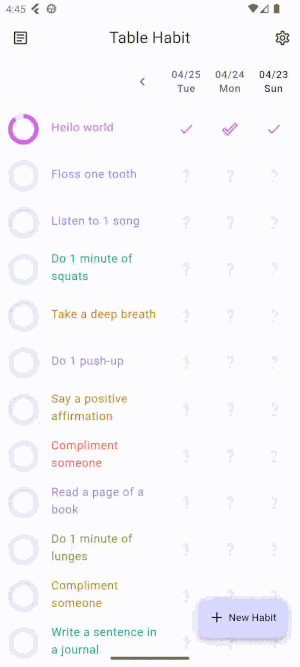 4:45
Table Habit
04/25 04/24 04/23
Tue Mon Sun
Hello world
Floss one tooth ? ? ?
Listen to 1 song ? ? ?
Do 1 minute of
squats ? ? ?
Take a deep breath ? ? ?
Do 1 push-up ? ? ?
Say a positive
affirmation ? ? ?
Compliment
someone ? ? ?
Read a page of a
book ? ? ?
Do 1 minute of
lunges ? ? ?
Compliment
someone ? ? ?
+ New Habit
Write a sentence in
a journal